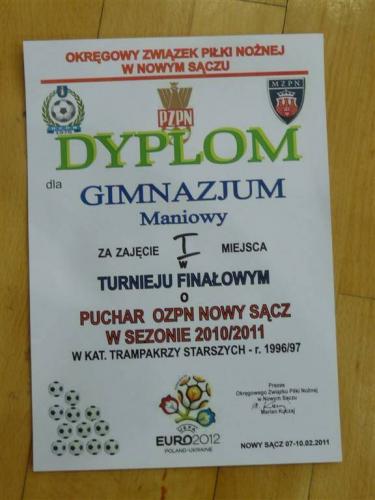 OKRĘGOWY ZWIĄZEK PIŁKI NOŻNEJ
W NOWYM SĄCZU
PZPN
MZPN
DYPLOM
dla GIMNAZJUM
Maniowy
ZA ZAJĘCIE I MIEJSCA
w
TURNIEJU FINAŁOWYM
o
PUCHAR OZPN NOWY SĄCZ
W SEZONIE 2010/2011
W KAT. TRAMPAKRZY STARSZYCH - r. 1996/97
Prezes
Okręgowego Związku Piłki Nożnej
w Nowym Sączu
Marian Kuczaj
UEFA
EURO2012
POLAND-UKRAINE
NOWY SĄCZ 07-10.02.2011